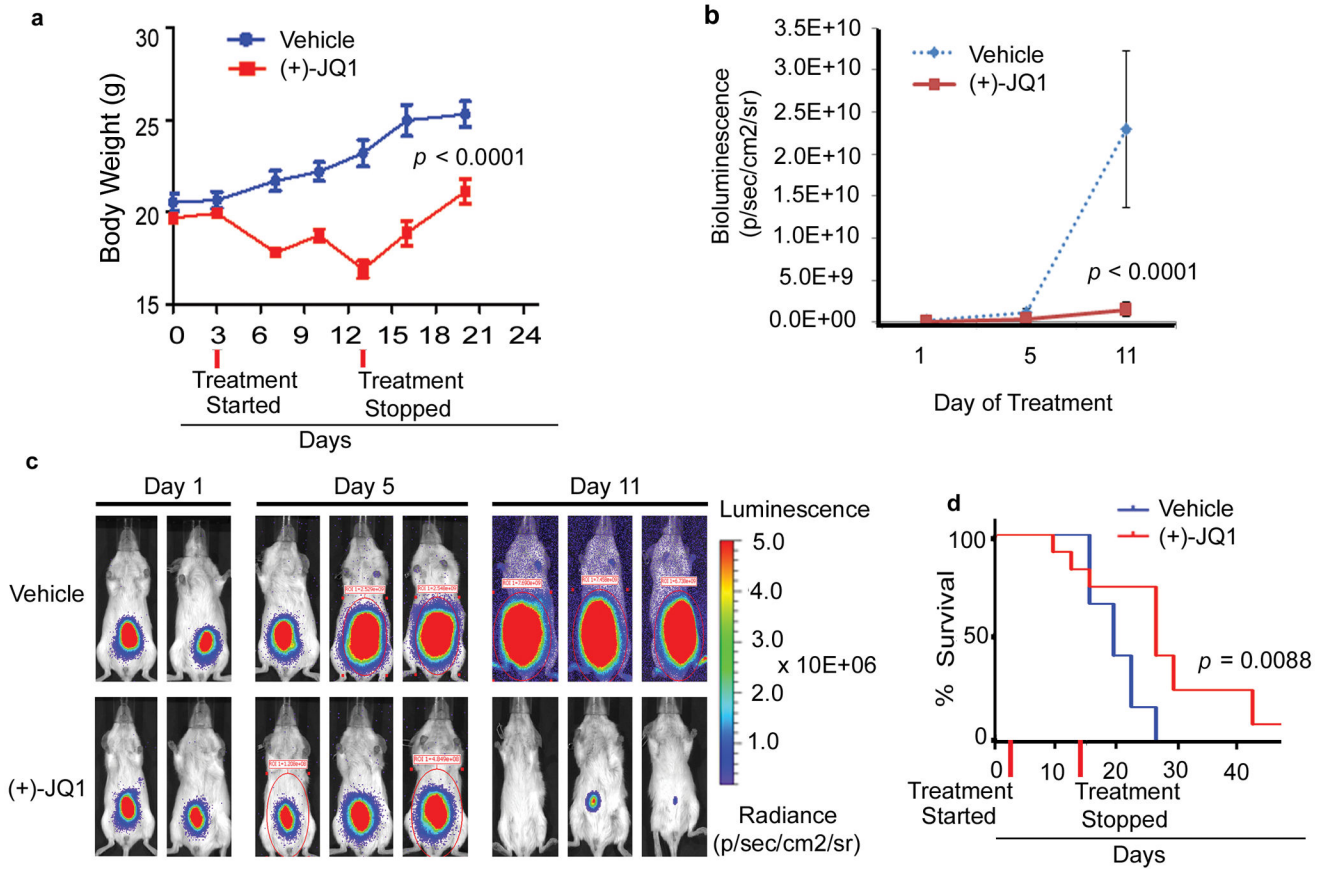 a
30
25
20
15
Body Weight (g)
Vehicle
(+)-JQ1
p < 0.0001
0 3 6 9 12 15 18 21 24
Treatment Started
Treatment Stopped
Days
b
3.5E+10
3.0E+10
2.5E+10
2.0E+10
1.5E+10
1.0E+10
5.0E+9
0.0E+00
Bioluminescence
(p/sec/cm2/sr)
Vehicle
(+)-JQ1
p < 0.0001
1 5 11
Day of Treatment
c
Day 1 Day 5 Day 11
Vehicle
(+)-JQ1
Luminescence
5.0
4.0
3.0
x 10E+06
2.0
1.0
Radiance
(p/sec/cm2/sr)
d
Vehicle
(+)-JQ1
100
50
0
% Survival
p = 0.0088
0 10 20 30 40
Treatment Started
Treatment Stopped
Days